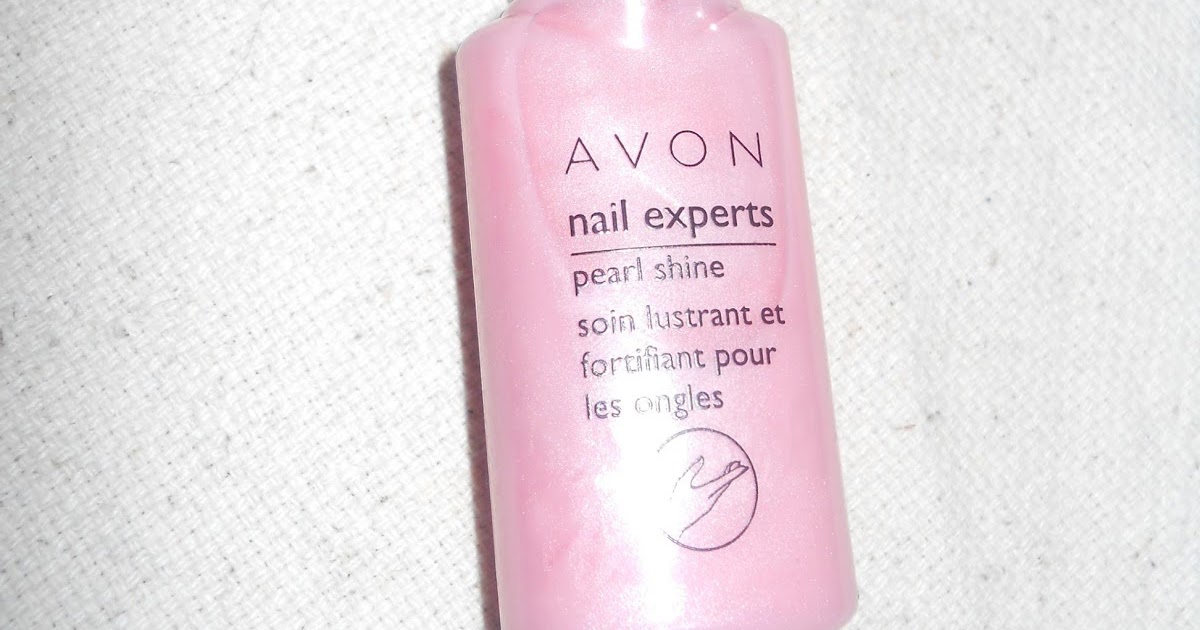 AVON
nail experts
pearl shine
soin lustrant et
fortifiant pour
les ongles